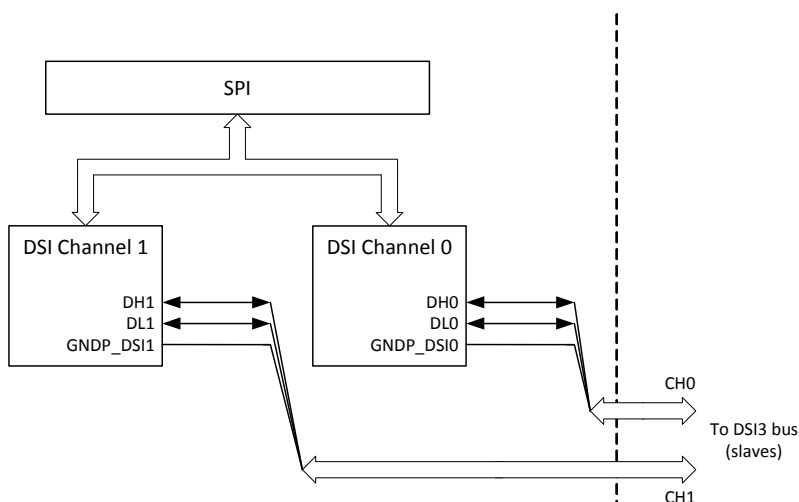 SPI
DSI Channel 1
DH1
DL1
GNDP_DSI1
DSI Channel 0
DH0
DL0
GNDP_DSI0
CH0
To DSI3 bus
(slaves)
CH1